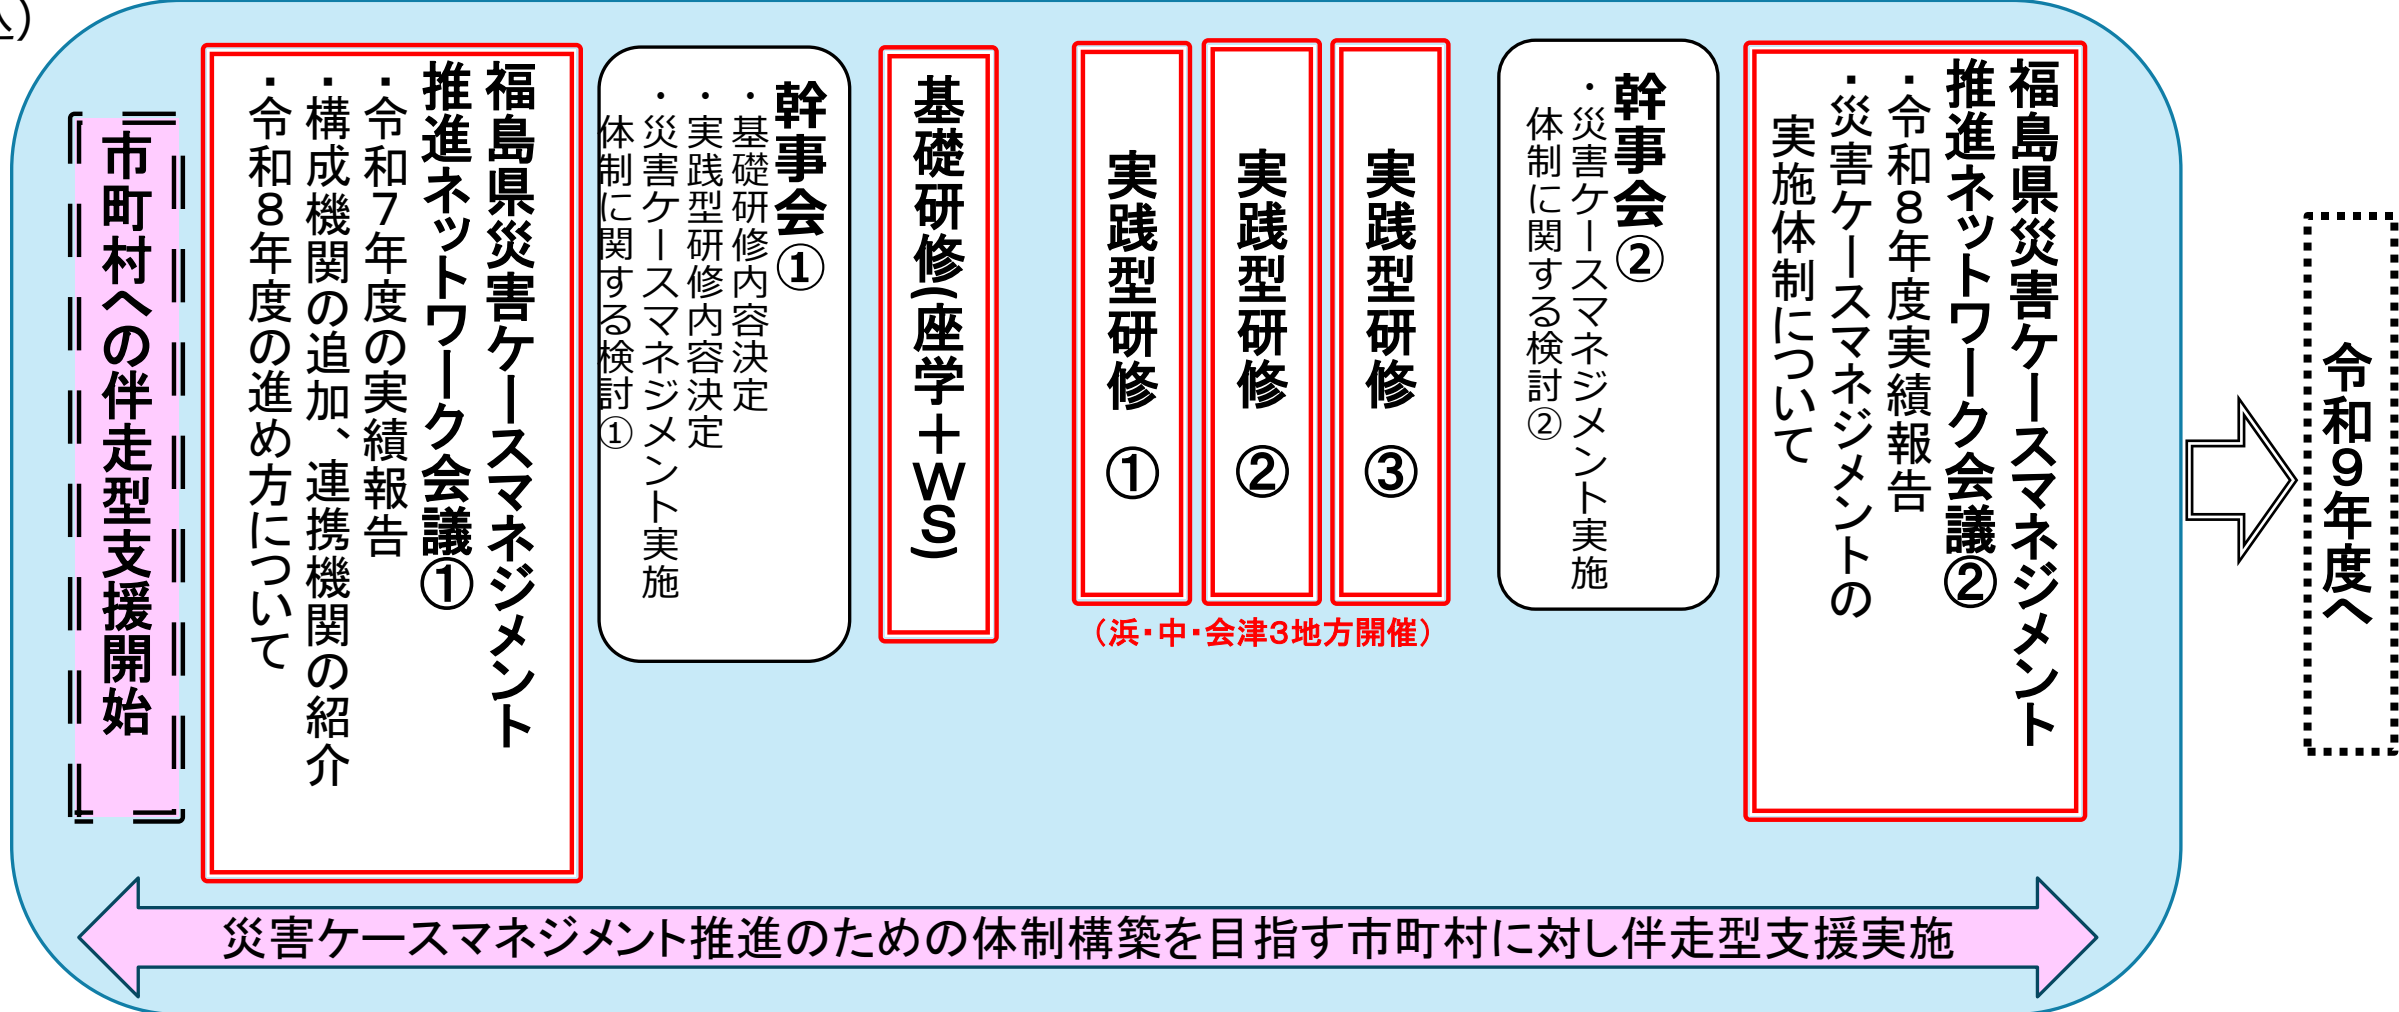 市町村への伴走型支援開始
福島県災害ケースマネジメント
推進ネットワーク会議①
・令和７年度の実績報告
・構成機関の追加、連携機関の紹介
・令和８年度の進め方について
幹事会①
・基礎研修内容決定
・実践型研修内容決定
・災害ケースマネジメント実施
体制に関する検討①
基礎研修(座学＋ＷＳ)
実践型研修 ①
実践型研修 ②
実践型研修 ③
（浜・中・会津３地方開催）
幹事会②
・災害ケースマネジメント実施
体制に関する検討②
福島県災害ケースマネジメント
推進ネットワーク会議②
・令和８年度実績報告
・災害ケースマネジメントの
実施体制について
令和９年度へ
災害ケースマネジメント推進のための体制構築を目指す市町村に対し伴走型支援実施